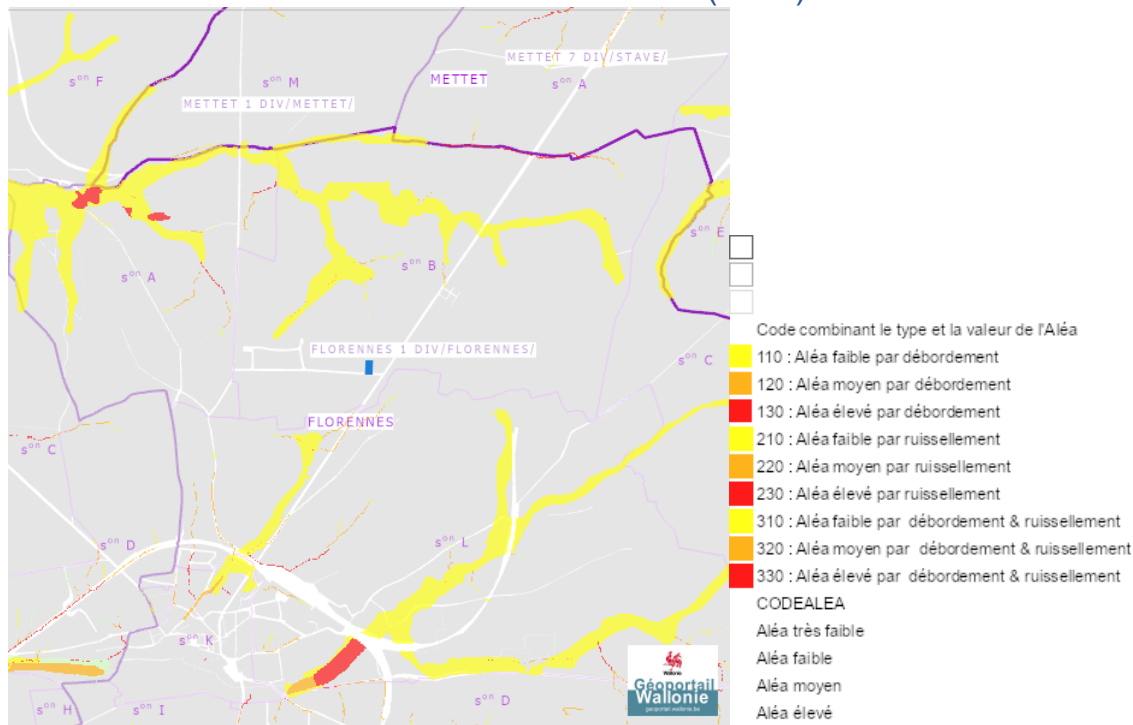 METTET 7 DIV/STAVE/
METTET
sᵒⁿ F
sᵒⁿ M
sᵒⁿ A
METTET 1 DIV/METTET/
sᵒⁿ E
sᵒⁿ A
sᵒⁿ B
FLORENNES 1 DIV/FLORENNES/
sᵒⁿ C
FLORENNES
sᵒⁿ C
sᵒⁿ D
sᵒⁿ L
sᵒⁿ K
sᵒⁿ H
sᵒⁿ I
sᵒⁿ D
Wallonie
Géoportail
Wallonie
geoportail.wallonie.be
Code combinant le type et la valeur de l'Aléa
110 : Aléa faible par débordement
120 : Aléa moyen par débordement
130 : Aléa élevé par débordement
210 : Aléa faible par ruissellement
220 : Aléa moyen par ruissellement
230 : Aléa élevé par ruissellement
310 : Aléa faible par débordement & ruissellement
320 : Aléa moyen par débordement & ruissellement
330 : Aléa élevé par débordement & ruissellement
CODEALEA
Aléa très faible
Aléa faible
Aléa moyen
Aléa élevé